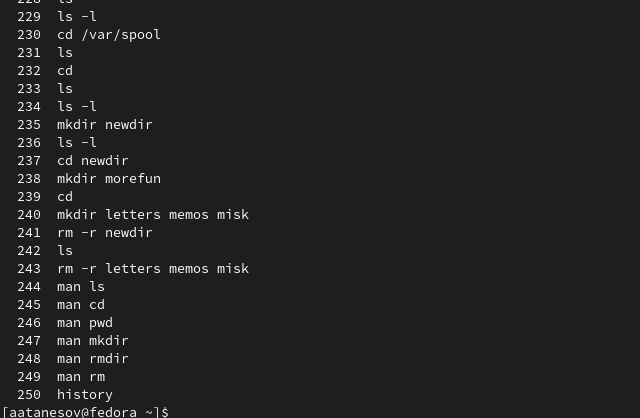 228  ls
229  ls -l
230  cd /var/spool
231  ls
232  cd
233  ls
234  ls -l
235  mkdir newdir
236  ls -l
237  cd newdir
238  mkdir morefun
239  cd
240  mkdir letters memos misk
241  rm -r newdir
242  ls
243  rm -r letters memos misk
244  man ls
245  man cd
246  man pwd
247  man mkdir
248  man rmdir
249  man rm
250  history
[aatanesov@fedora ~]$